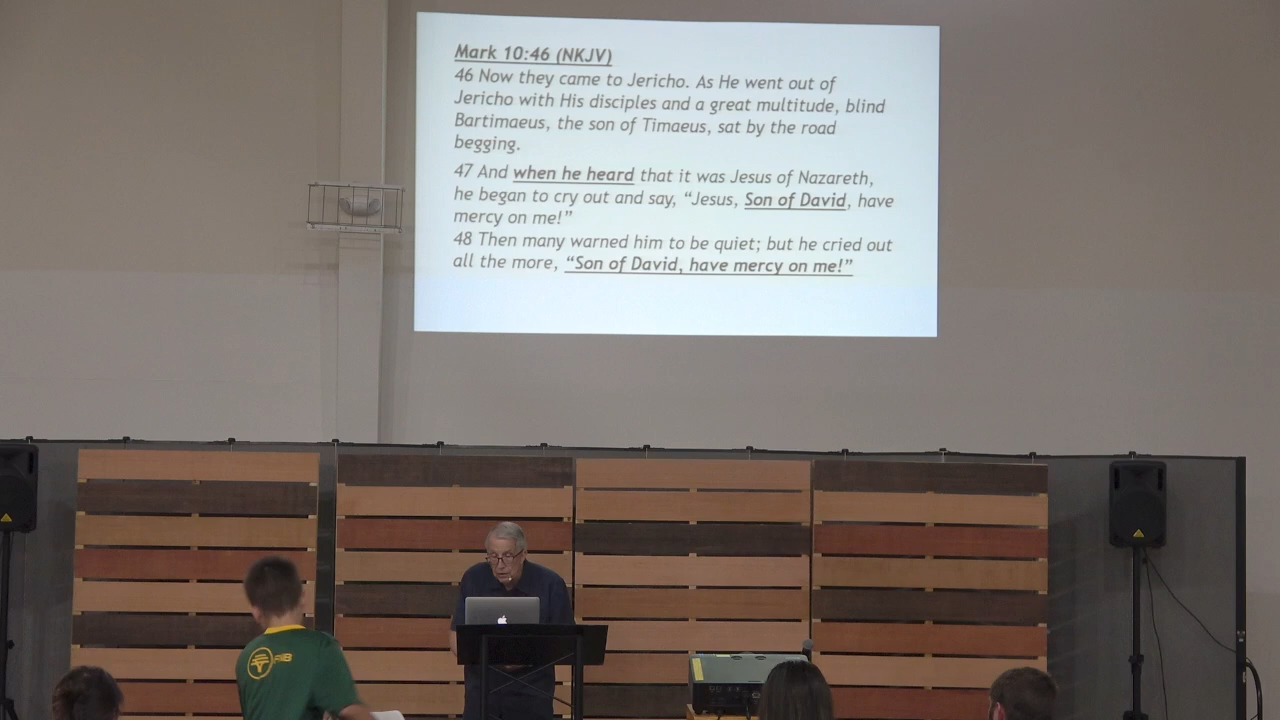 Mark 10:46 (NKJV)
46 Now they came to Jericho. As He went out of
Jericho with His disciples and a great multitude, blind
Bartimaeus, the son of Timaeus, sat by the road
begging.
47 And when he heard that it was Jesus of Nazareth,
he began to cry out and say, “Jesus, Son of David, have
mercy on me!”
48 Then many warned him to be quiet; but he cried out
all the more, “Son of David, have mercy on me!”